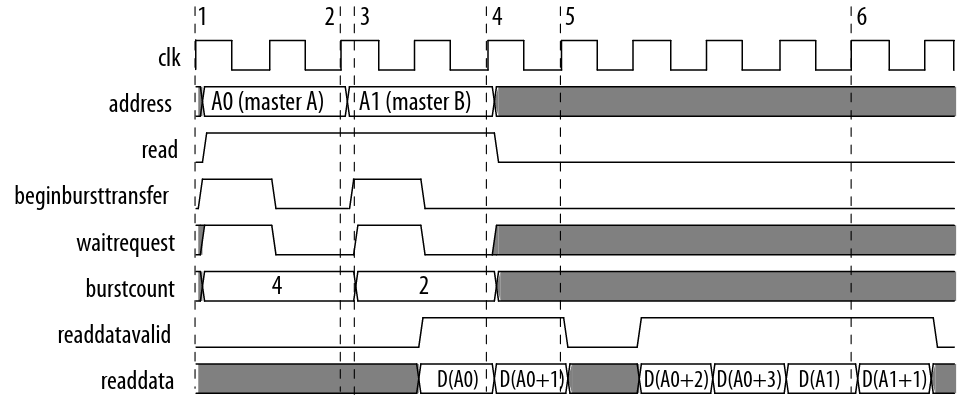 1 2 3 4 5 6
clk
address A0 (master A) A1 (master B)
read
beginbursttransfer
waitrequest
burstcount 4 2
readdatavalid
readdata D(A0) D(A0+1) D(A0+2) D(A0+3) D(A1) D(A1+1)